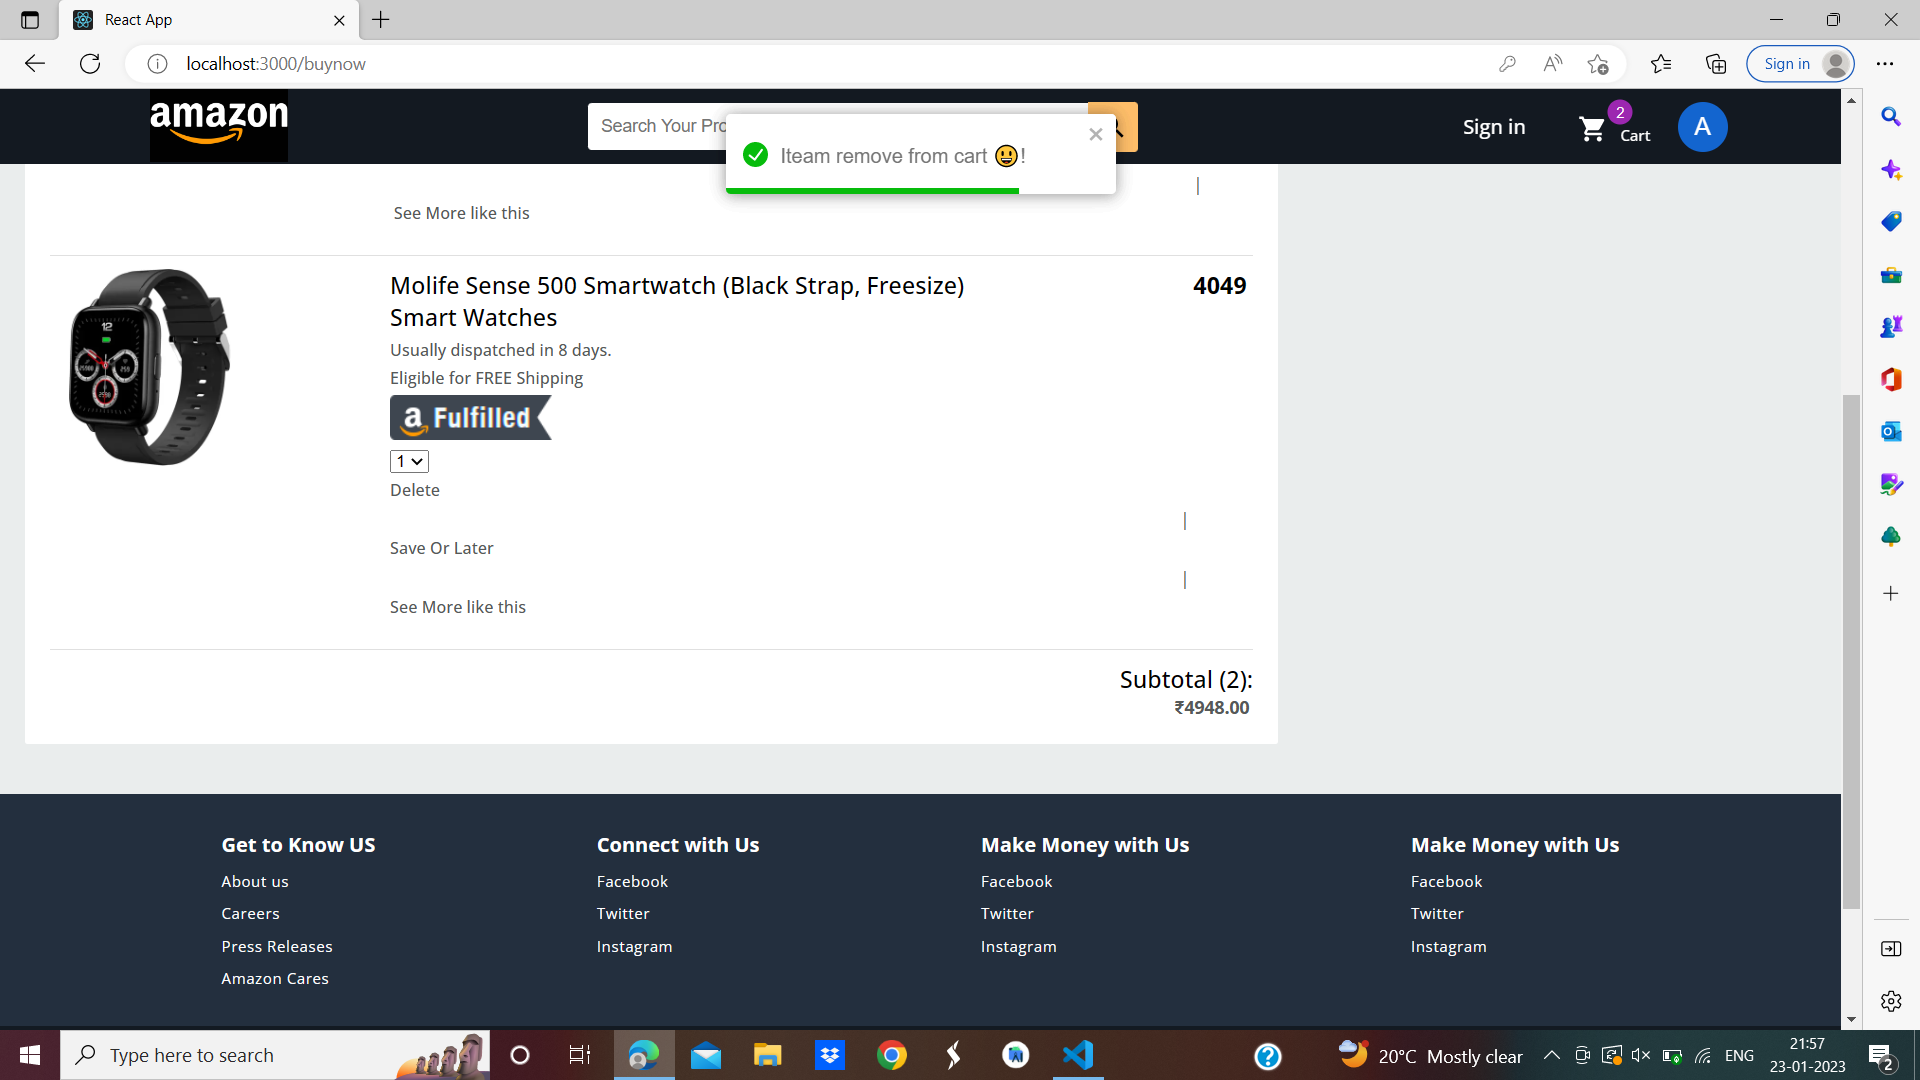 React App
localhost:3000/buynow
Sign in
amazon
Search Your Pro
Sign in
2
Cart
A
Iteam remove from cart 😃!
See More like this
Molife Sense 500 Smartwatch (Black Strap, Freesize)
4049
Smart Watches
Usually dispatched in 8 days.
Eligible for FREE Shipping
a Fulfilled
1
Delete
|
Save Or Later
|
See More like this
Subtotal (2):
₹4948.00
Get to Know US
About us
Careers
Press Releases
Amazon Cares
Connect with Us
Facebook
Twitter
Instagram
Make Money with Us
Facebook
Twitter
Instagram
Make Money with Us
Facebook
Twitter
Instagram
Type here to search
20°C Mostly clear
ENG
21:57
23-01-2023
2